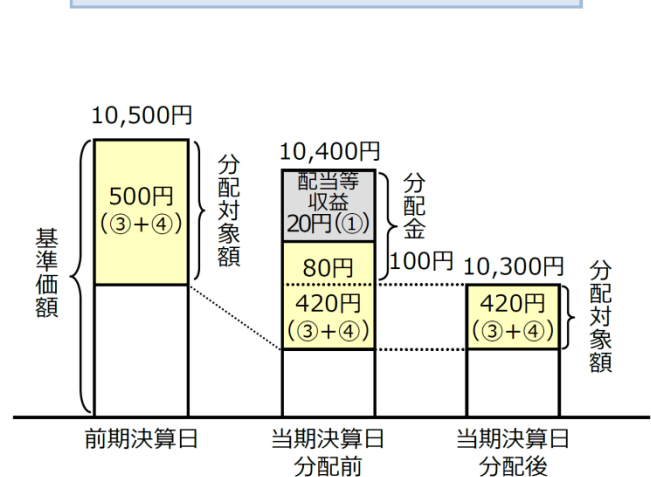 10,500円
500円
(③+④)
分配対象額
基準価額
前期決算日
10,400円
配当等
収益
20円(①)
80円
420円
(③+④)
分配金
100円
当期決算日
分配前
10,300円
420円
(③+④)
分配対象額
当期決算日
分配後